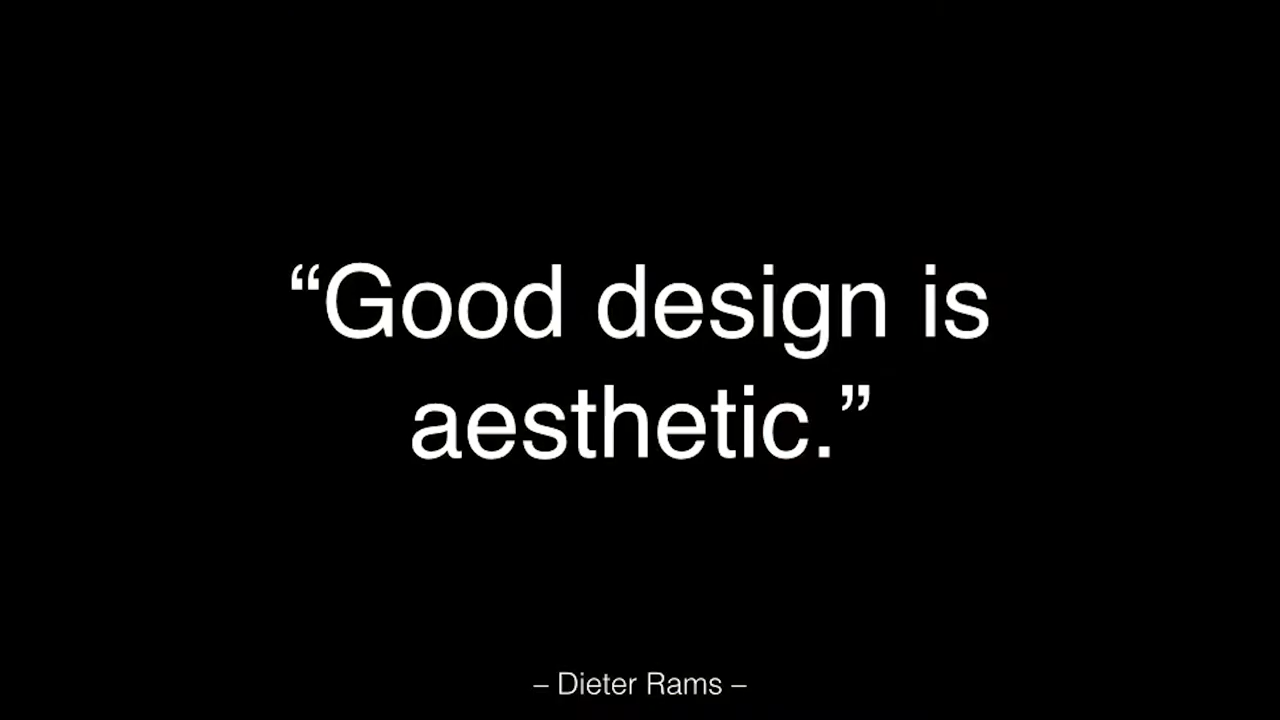 “Good design is
aesthetic.”
– Dieter Rams –